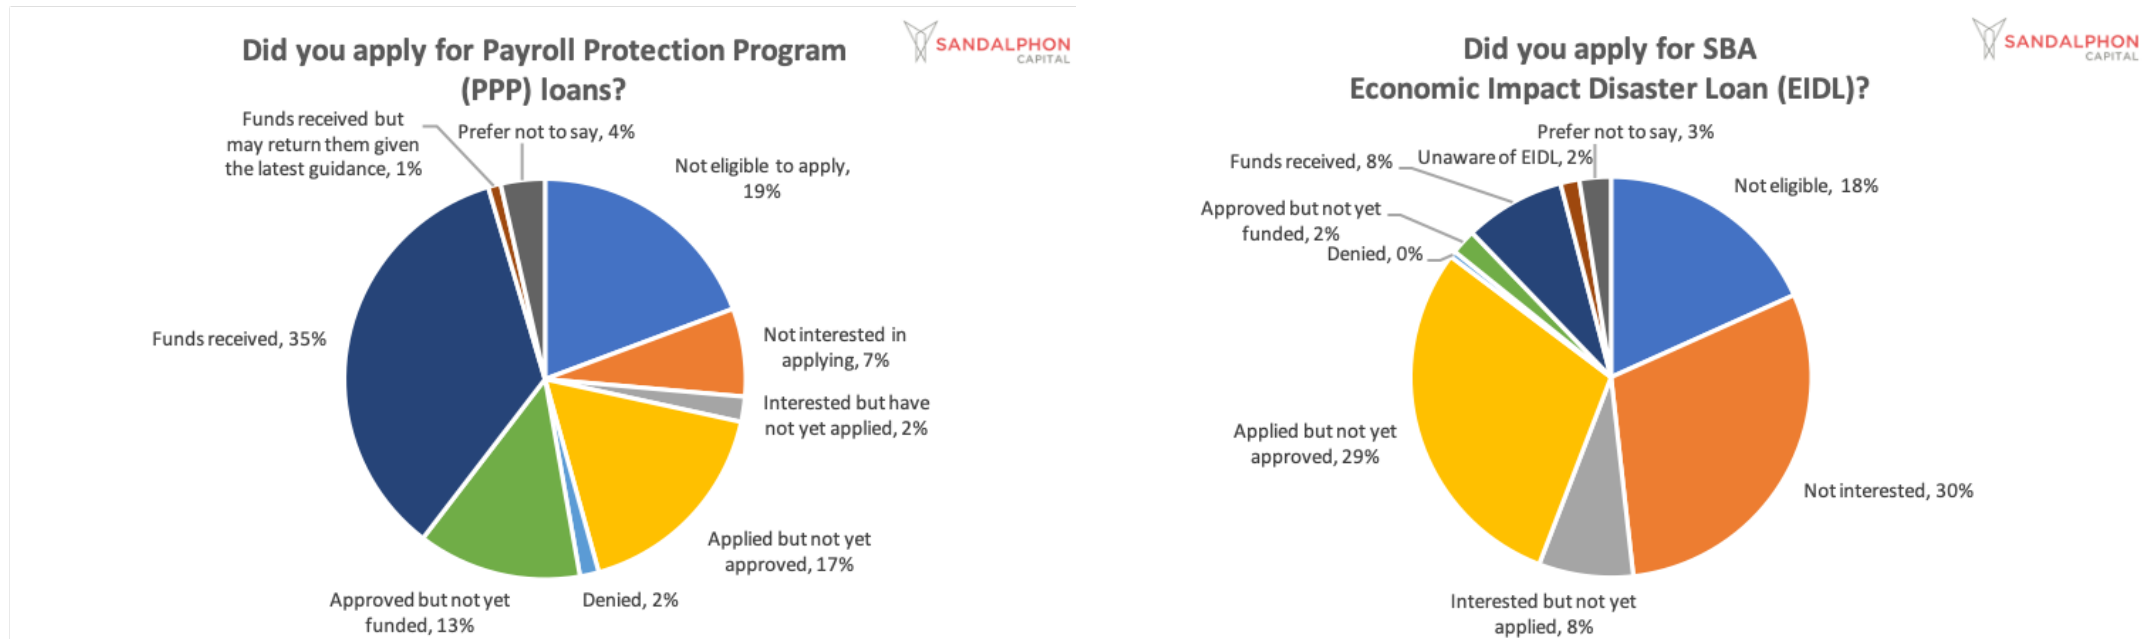 Did you apply for Payroll Protection Program
(PPP) loans?
SANDALPHON
CAPITAL
Funds received but
may return them given
the latest guidance, 1%
Prefer not to say, 4%
Not eligible to apply,
19%
Funds received, 35%
Not interested in
applying, 7%
Interested but have
not yet applied, 2%
Applied but not yet
approved, 17%
Approved but not yet
funded, 13%
Denied, 2%
Did you apply for SBA
Economic Impact Disaster Loan (EIDL)?
SANDALPHON
CAPITAL
Prefer not to say, 3%
Funds received, 8%
Unaware of EIDL, 2%
Not eligible, 18%
Approved but not yet
funded, 2%
Denied, 0%
Applied but not yet
approved, 29%
Not interested, 30%
Interested but not yet
applied, 8%